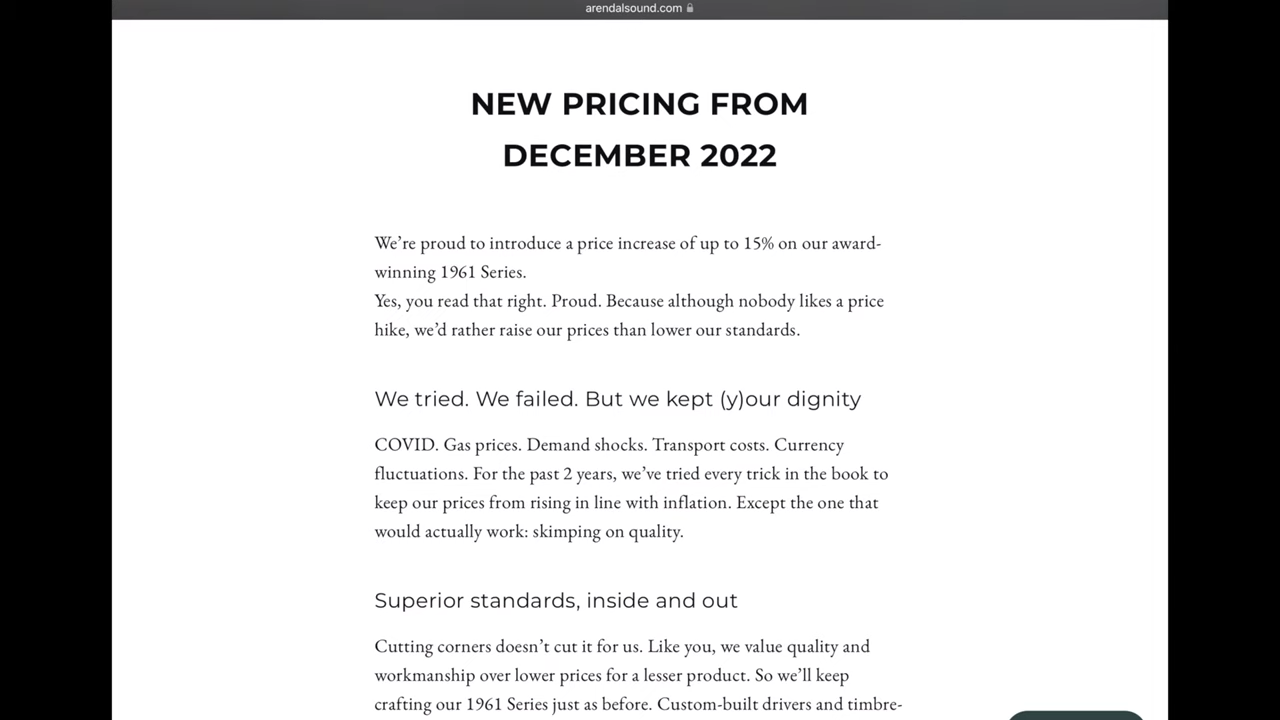 arendalsound.com
NEW PRICING FROM
DECEMBER 2022
We’re proud to introduce a price increase of up to 15% on our award-
winning 1961 Series.
Yes, you read that right. Proud. Because although nobody likes a price
hike, we’d rather raise our prices than lower our standards.
We tried. We failed. But we kept (y)our dignity
COVID. Gas prices. Demand shocks. Transport costs. Currency
fluctuations. For the past 2 years, we’ve tried every trick in the book to
keep our prices from rising in line with inflation. Except the one that
would actually work: skimping on quality.
Superior standards, inside and out
Cutting corners doesn’t cut it for us. Like you, we value quality and
workmanship over lower prices for a lesser product. So we’ll keep
crafting our 1961 Series just as before. Custom-built drivers and timbre-